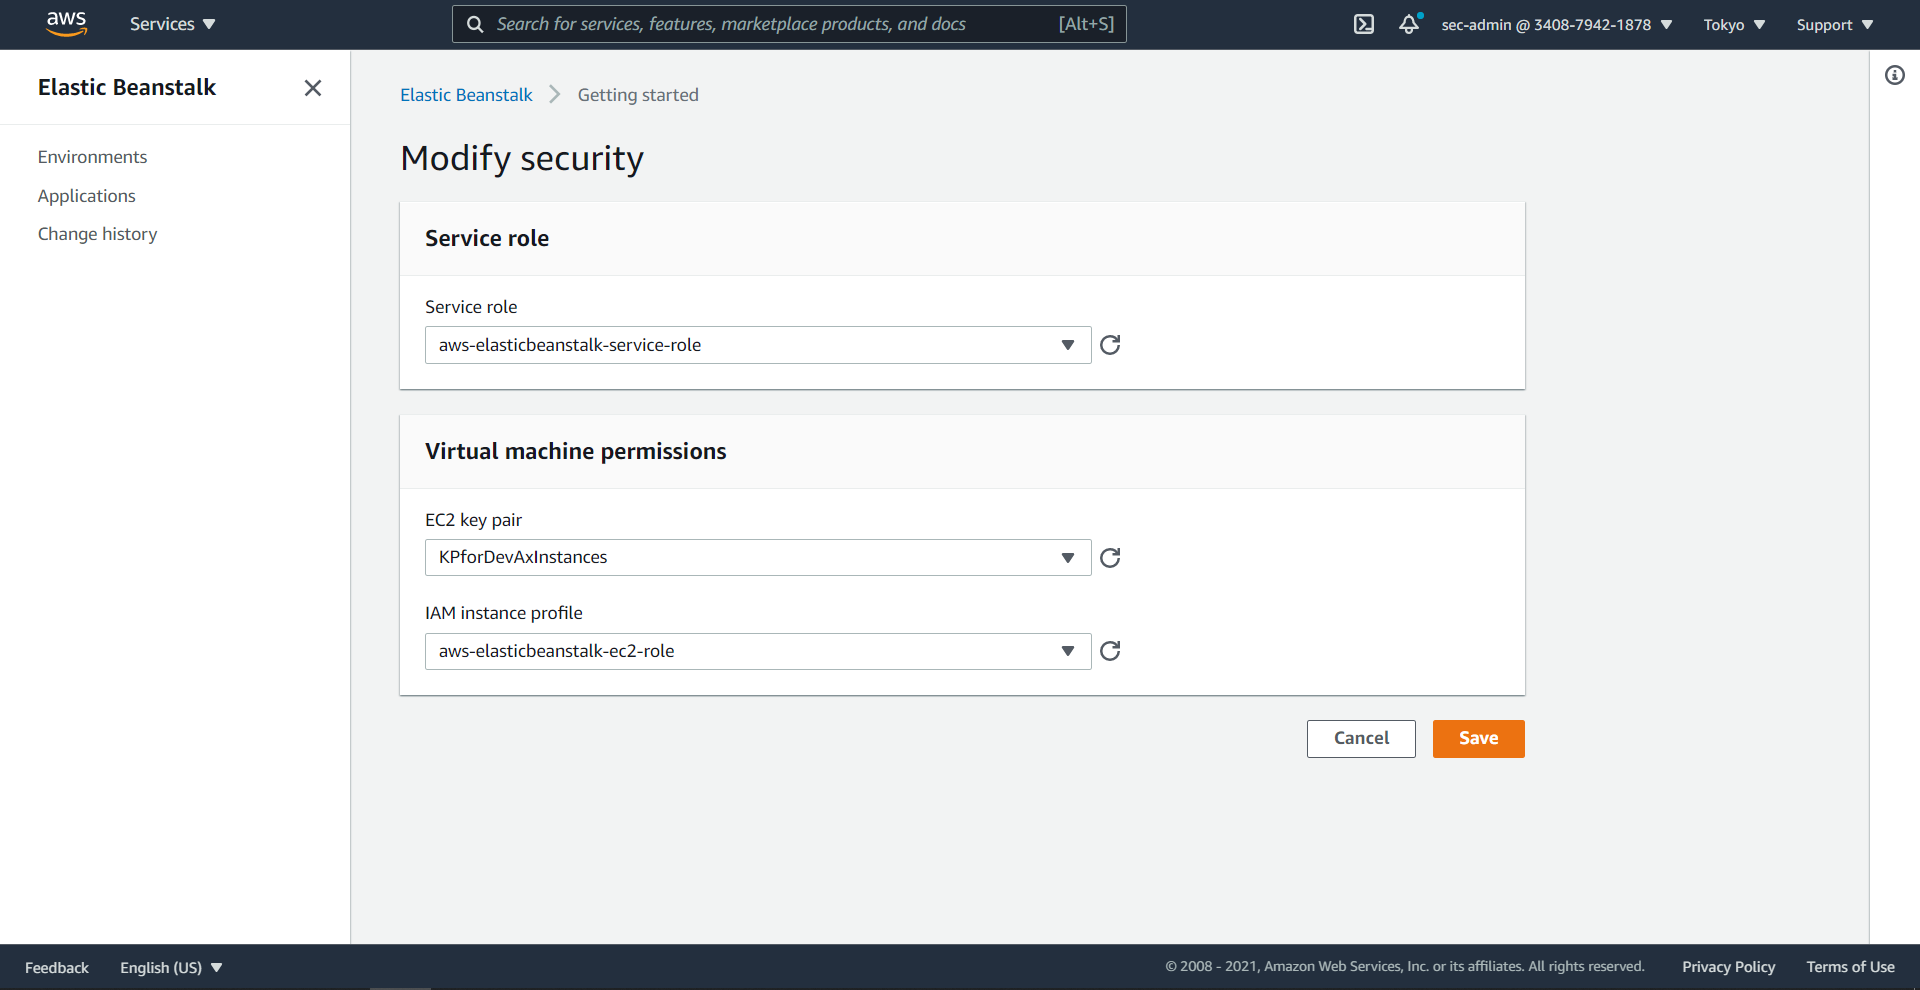 aws
Services
Search for services, features, marketplace products, and docs [Alt+S]
sec-admin @ 3408-7942-1878
Tokyo
Support
Elastic Beanstalk
Environments
Applications
Change history
Elastic Beanstalk > Getting started
Modify security
Service role
Service role
aws-elasticbeanstalk-service-role
Virtual machine permissions
EC2 key pair
KPforDevAxInstances
IAM instance profile
aws-elasticbeanstalk-ec2-role
Cancel
Save
Feedback
English (US)
© 2008 - 2021, Amazon Web Services, Inc. or its affiliates. All rights reserved.
Privacy Policy
Terms of Use